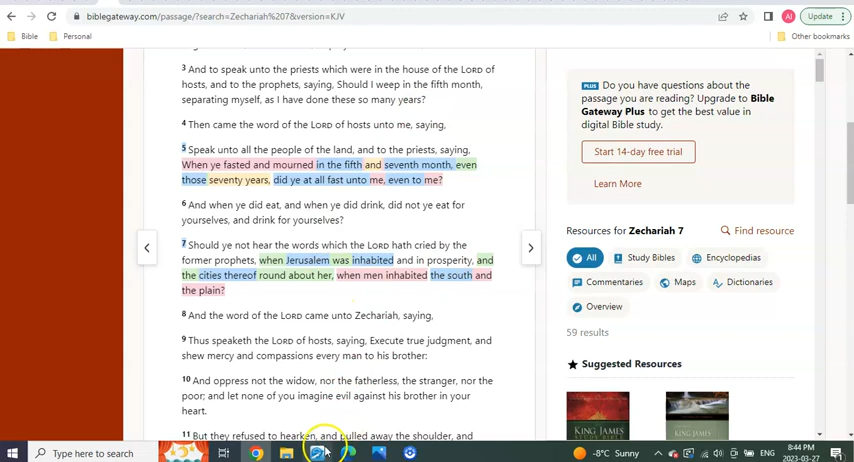 biblegateway.com/passage/?search=Zechariah%207&version=KJV
AI
Update
Bible
Personal
Other bookmarks
3 And to speak unto the priests which were in the house of the LORD of
hosts, and to the prophets, saying, Should I weep in the fifth month,
separating myself, as I have done these so many years?
4 Then came the word of the LORD of hosts unto me, saying,
5 Speak unto all the people of the land, and to the priests, saying,
When ye fasted and mourned in the fifth and seventh month, even
those seventy years, did ye at all fast unto me, even to me?
6 And when ye did eat, and when ye did drink, did not ye eat for
yourselves, and drink for yourselves?
7 Should ye not hear the words which the LORD hath cried by the
former prophets, when Jerusalem was inhabited and in prosperity, and
the cities thereof round about her, when men inhabited the south and
the plain?
8 And the word of the LORD came unto Zechariah, saying,
9 Thus speaketh the LORD of hosts, saying, Execute true judgment, and
shew mercy and compassions every man to his brother:
10 And oppress not the widow, nor the fatherless, the stranger, nor the
poor; and let none of you imagine evil against his brother in your
heart.
11 But they refused to hearken, and pulled away the shoulder, and
PLUS Do you have questions about the
passage you are reading? Upgrade to Bible
Gateway Plus to get the best value in
digital Bible study.
Start 14-day free trial
Learn More
Resources for Zechariah 7
Find resource
All
Study Bibles
Encyclopedias
Commentaries
Maps
Dictionaries
Overview
59 results
Suggested Resources
KING JAMES
Type here to search
-8°C Sunny
8:44 PM
2023-03-27